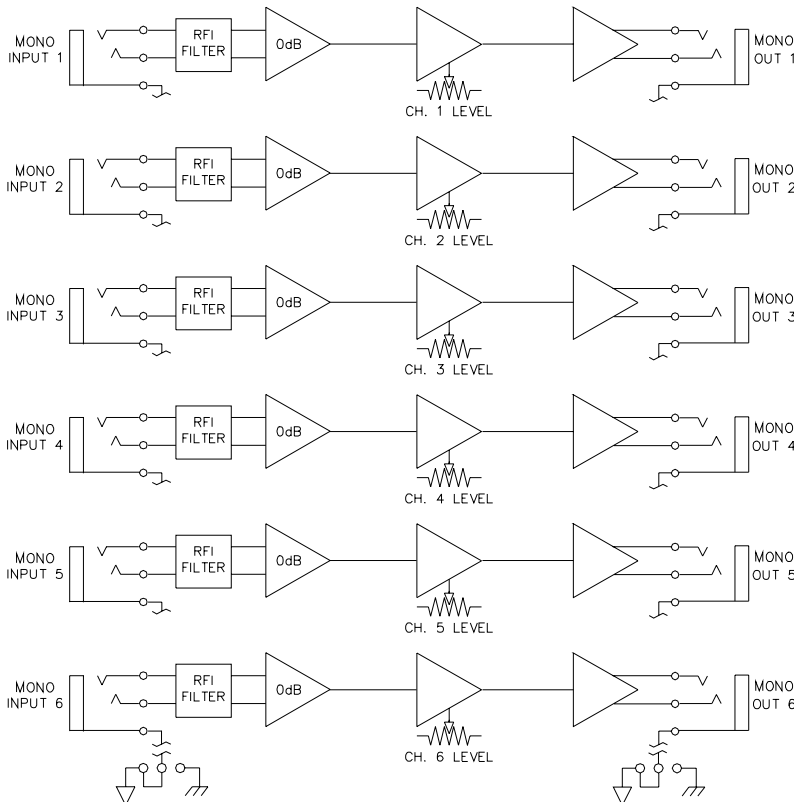 MONO
INPUT 1
RFI
FILTER
0dB
CH. 1 LEVEL
MONO
OUT 1
MONO
INPUT 2
RFI
FILTER
0dB
CH. 2 LEVEL
MONO
OUT 2
MONO
INPUT 3
RFI
FILTER
0dB
CH. 3 LEVEL
MONO
OUT 3
MONO
INPUT 4
RFI
FILTER
0dB
CH. 4 LEVEL
MONO
OUT 4
MONO
INPUT 5
RFI
FILTER
0dB
CH. 5 LEVEL
MONO
OUT 5
MONO
INPUT 6
RFI
FILTER
0dB
CH. 6 LEVEL
MONO
OUT 6